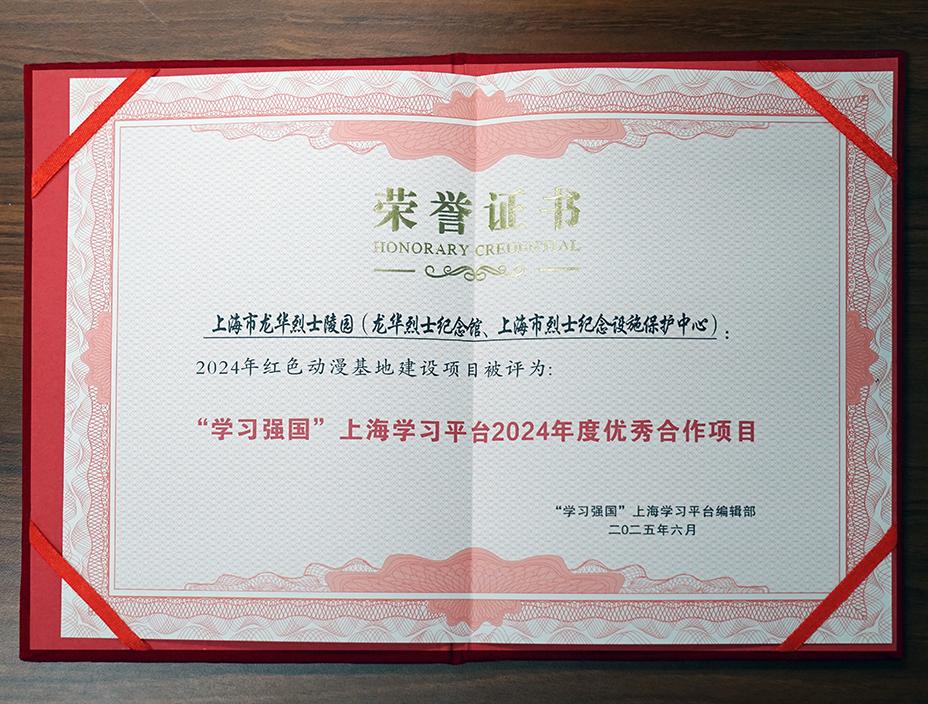 荣誉证书
HONORARY CREDENTIAL
上海市龙华烈士陵园（龙华烈士纪念馆、上海市烈士纪念设施保护中心）：
2024年红色动漫基地建设项目被评为：
“学习强国”上海学习平台2024年度优秀合作项目
“学习强国”上海学习平台编辑部
二〇二五年六月